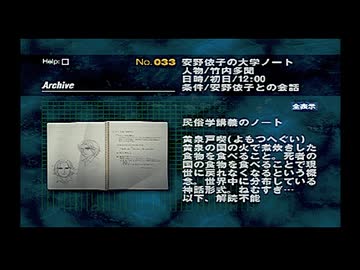 Help:□
No.033
安野依子の大学ノート
人物/竹内多聞
日時/初日/12:00
条件/安野依子との会話
Archive
全表示
民俗学講義のノート
黄泉戸喫(よもつへぐい)
黄泉の国の火で煮炊きした
食物を食べること。死者の
国の食物を食べることで現
世に戻れなくなるという概
念。世界中に分布している
神話形式。ねむすぎ---
以下、解読不能